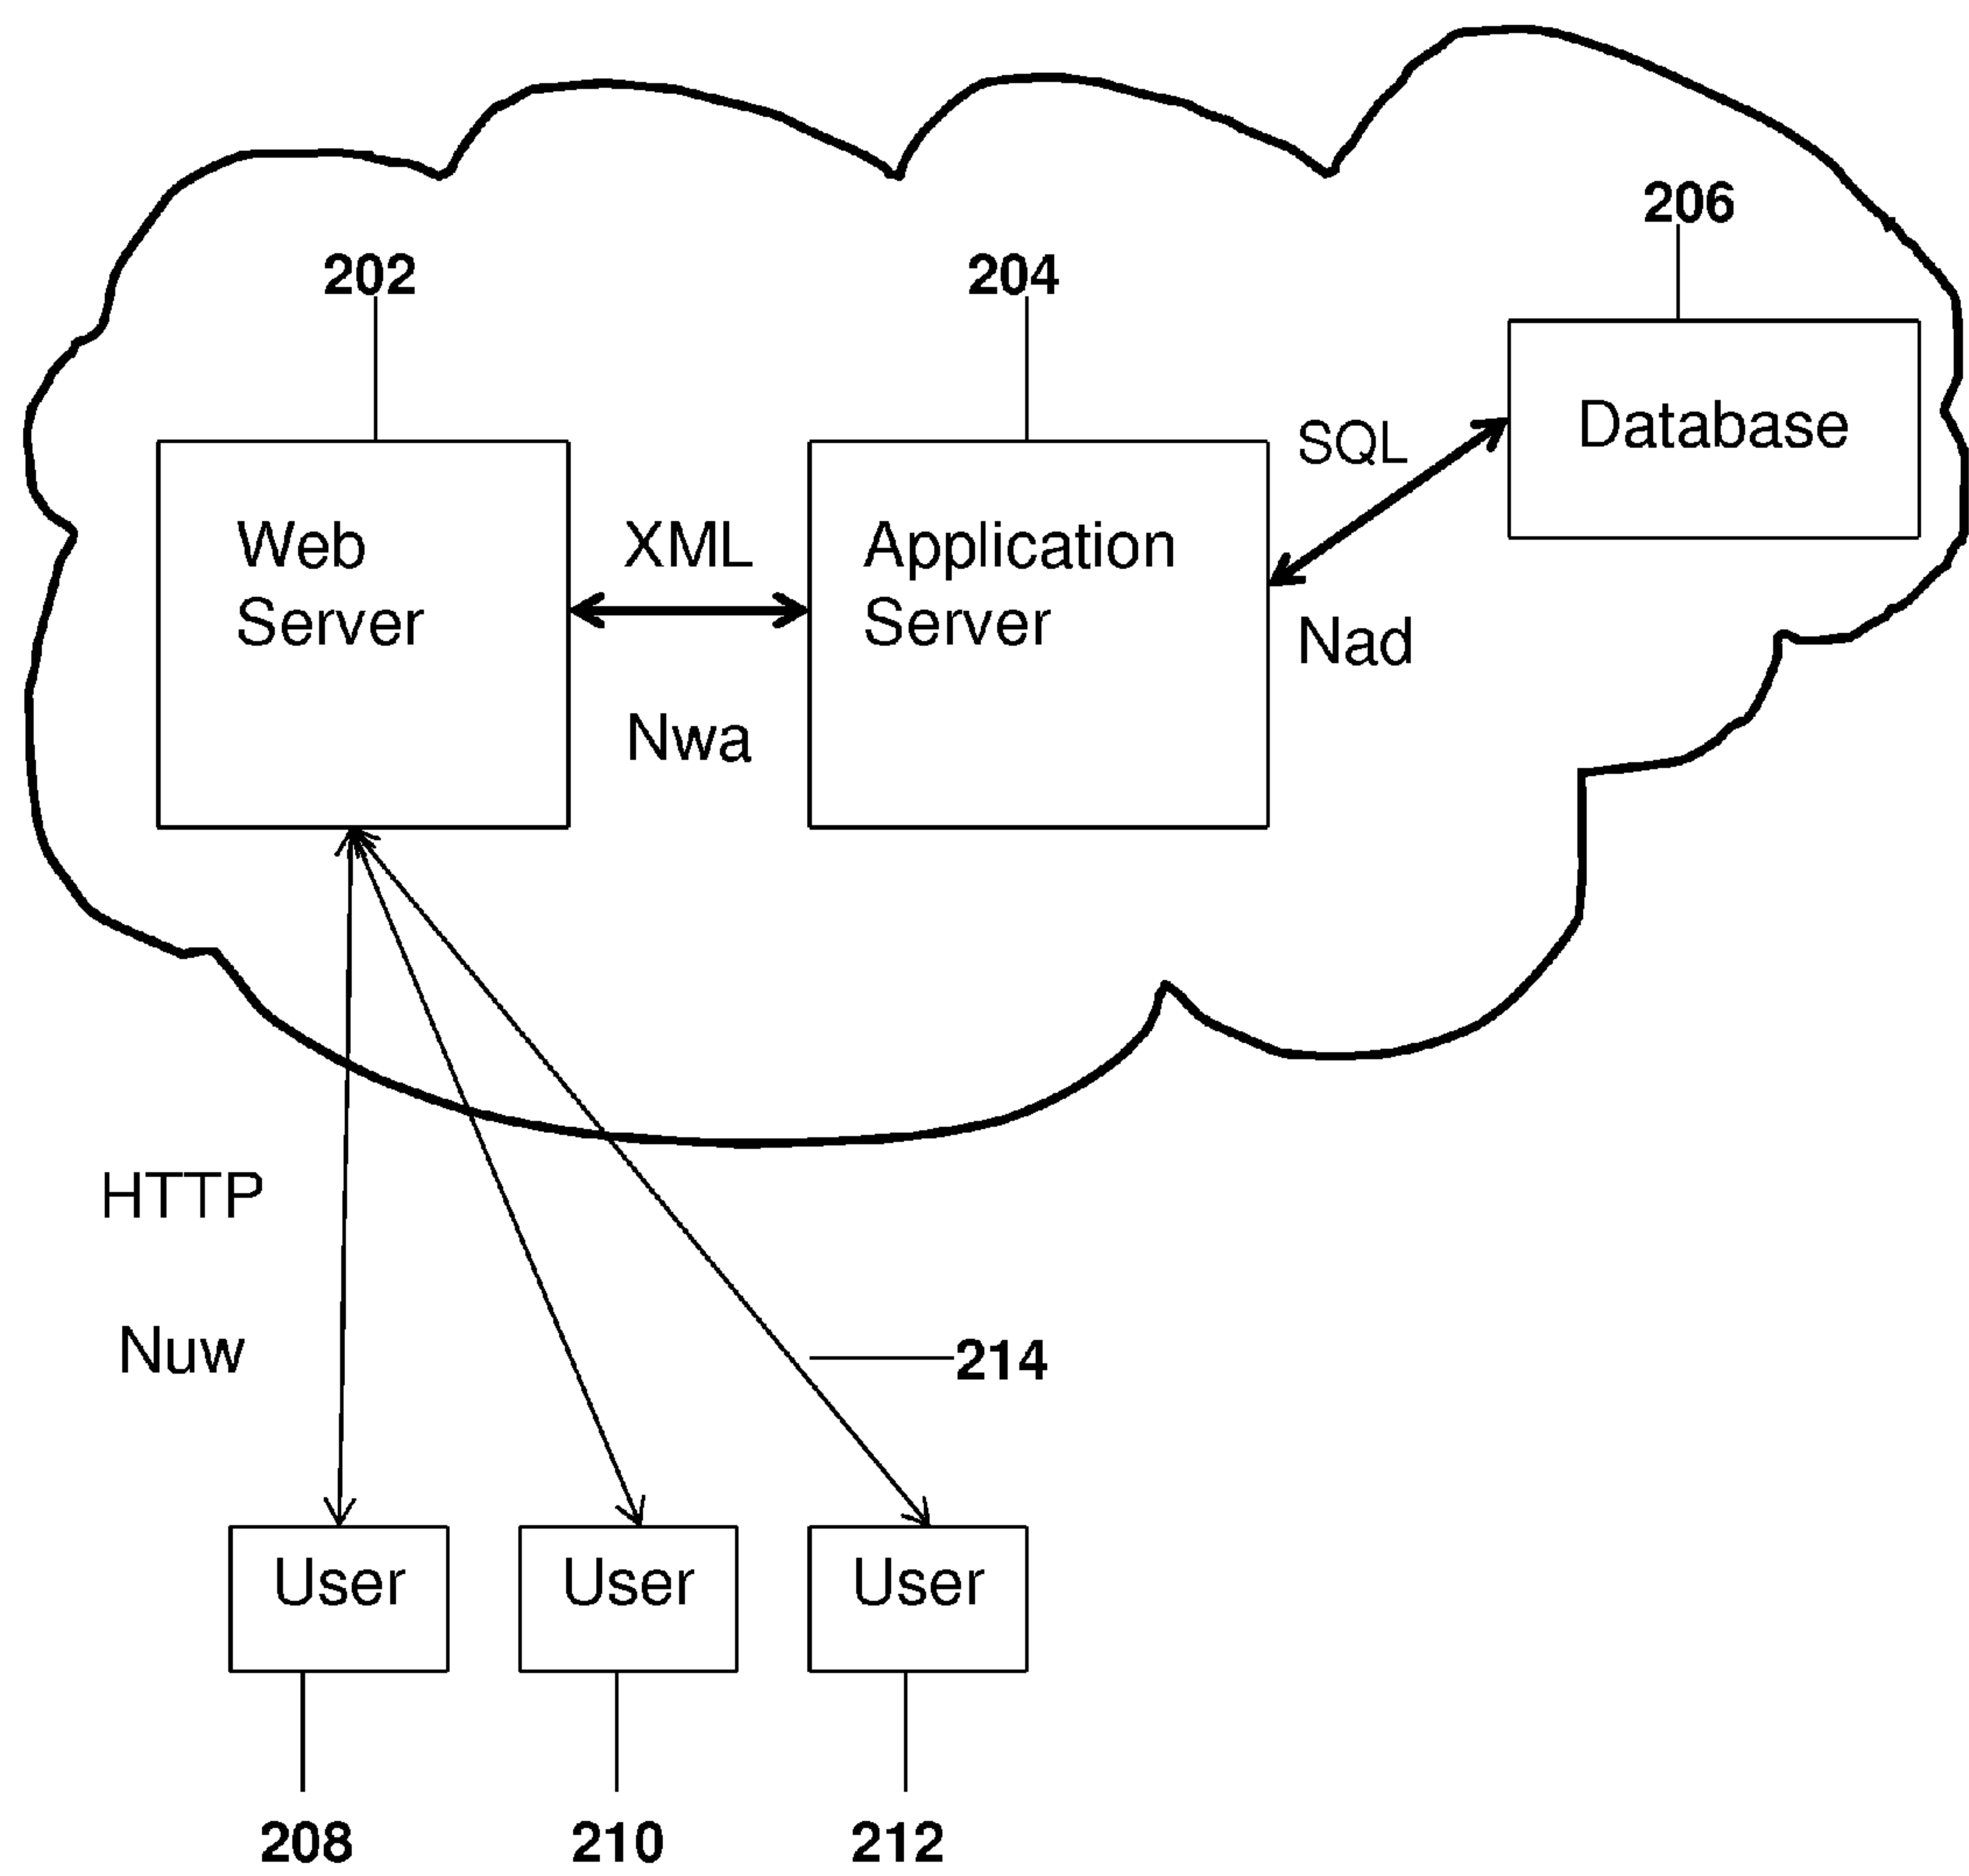 206
202
204
Database
SQL
Web
Server
XML
Application
Server
Nad
Nwa
HTTP
Nuw
214
User
User
User
208
210
212